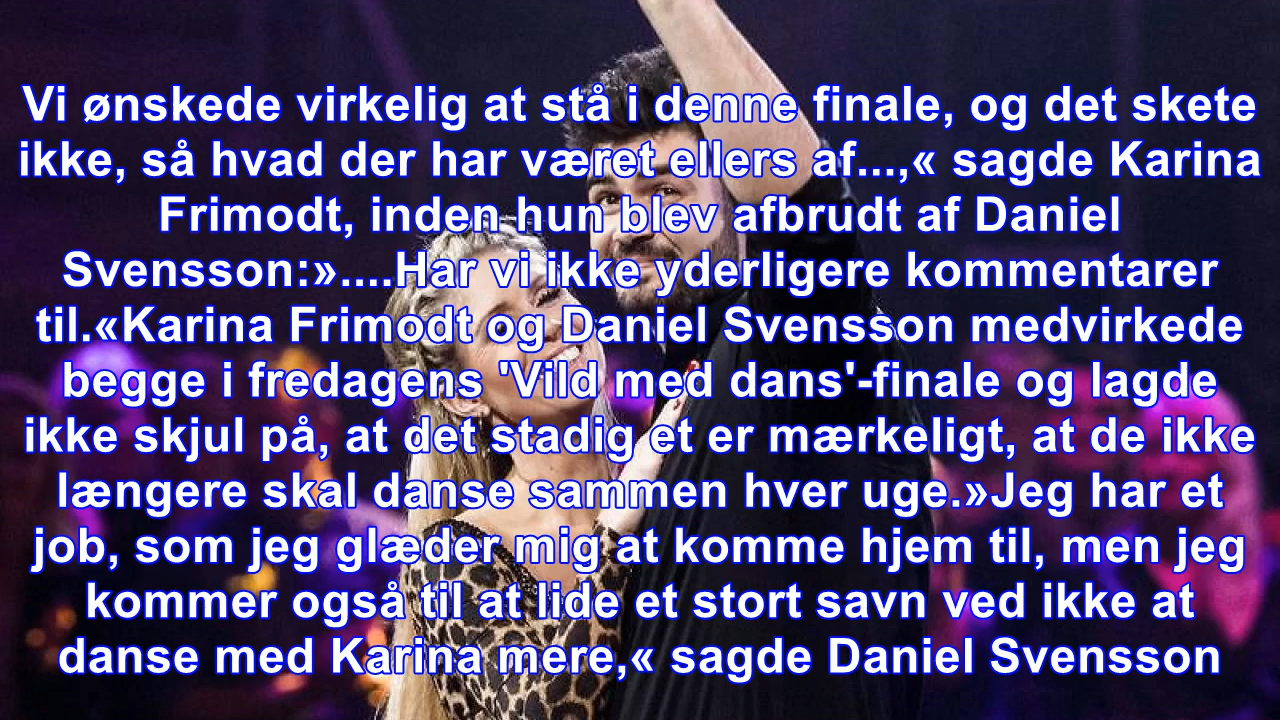 Vi ønskede virkelig at stå i denne finale, og det skete
ikke, så hvad der har været ellers af...,« sagde Karina
Frimodt, inden hun blev afbrudt af Daniel
Svensson:»....Har vi ikke yderligere kommentarer
til.«Karina Frimodt og Daniel Svensson medvirkede
begge i fredagens 'Vild med dans'-finale og lagde
ikke skjul på, at det stadig et er mærkeligt, at de ikke
længere skal danse sammen hver uge.»Jeg har et
job, som jeg glæder mig at komme hjem til, men jeg
kommer også til at lide et stort savn ved ikke at
danse med Karina mere,« sagde Daniel Svensson